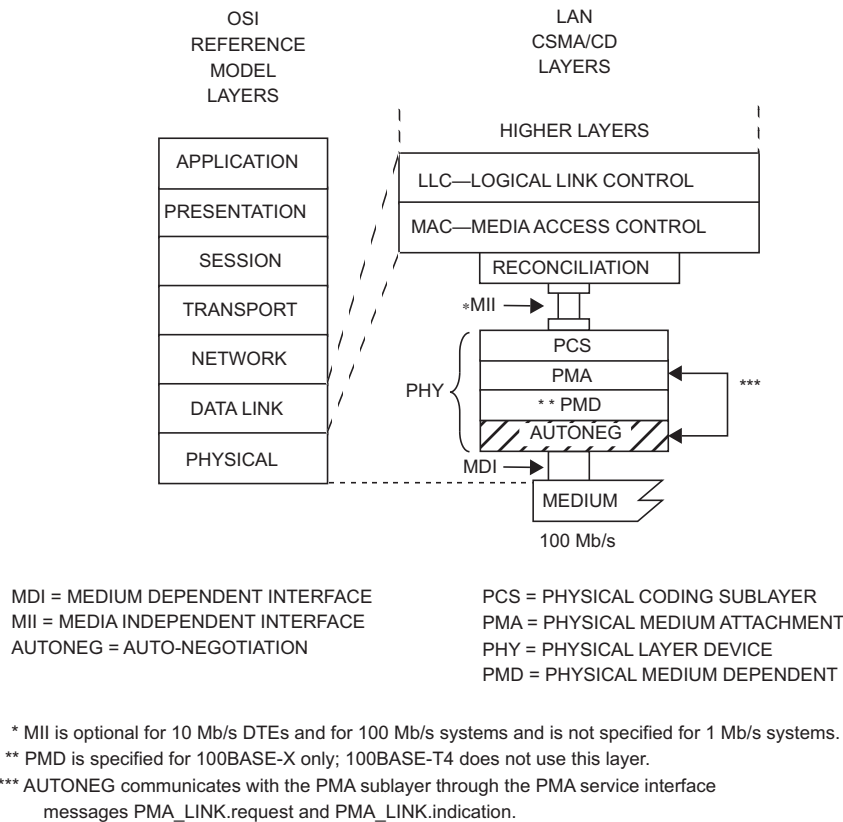 OSI
REFERENCE
MODEL
LAYERS
LAN
CSMA/CD
LAYERS
HIGHER LAYERS
APPLICATION
PRESENTATION
SESSION
TRANSPORT
NETWORK
DATA LINK
PHYSICAL
LLC—LOGICAL LINK CONTROL
MAC—MEDIA ACCESS CONTROL
RECONCILIATION
*MII
PHY
PCS
PMA
** PMD
AUTONEG
***
MDI
MEDIUM
100 Mb/s
MDI = MEDIUM DEPENDENT INTERFACE
MII = MEDIA INDEPENDENT INTERFACE
AUTONEG = AUTO-NEGOTIATION
PCS = PHYSICAL CODING SUBLAYER
PMA = PHYSICAL MEDIUM ATTACHMENT
PHY = PHYSICAL LAYER DEVICE
PMD = PHYSICAL MEDIUM DEPENDENT
* MII is optional for 10 Mb/s DTEs and for 100 Mb/s systems and is not specified for 1 Mb/s systems.
** PMD is specified for 100BASE-X only; 100BASE-T4 does not use this layer.
*** AUTONEG communicates with the PMA sublayer through the PMA service interface
messages PMA_LINK.request and PMA_LINK.indication.